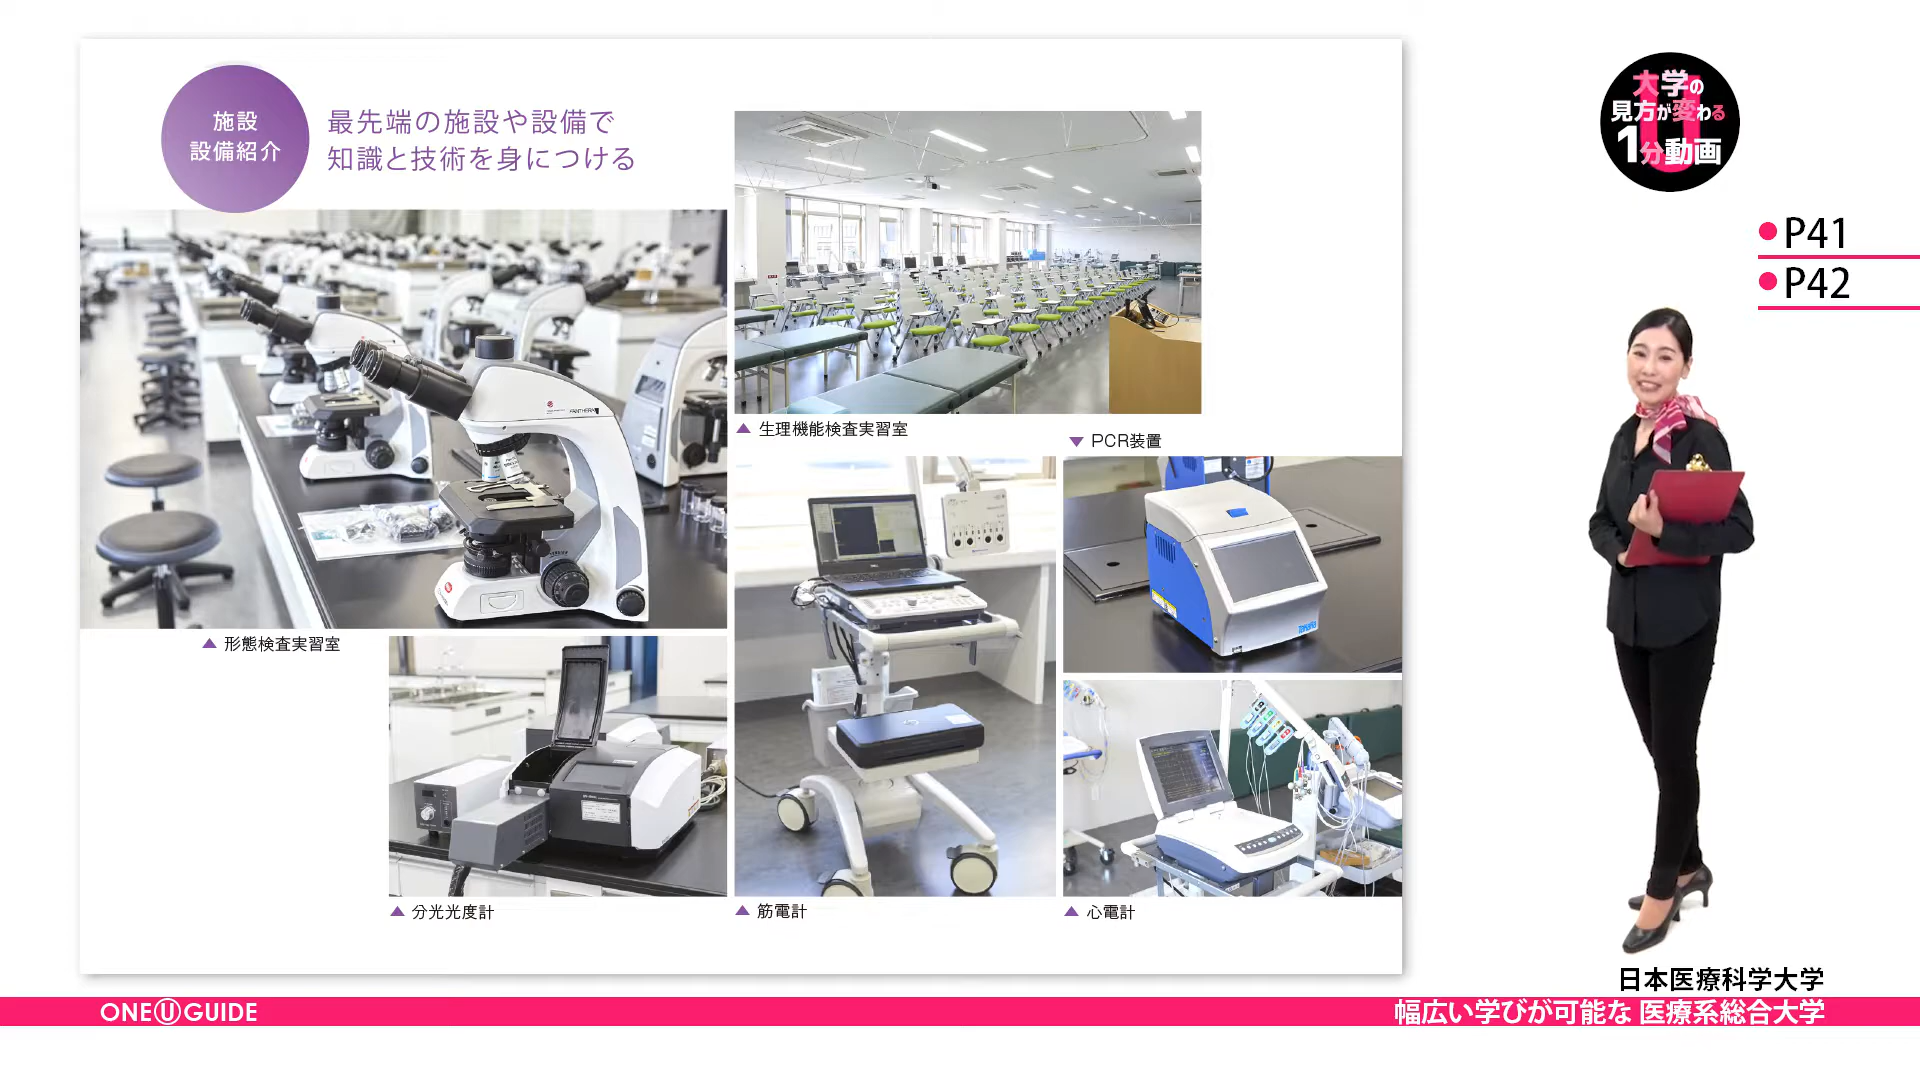 施設
設備紹介
最先端の施設や設備で
知識と技術を身につける
▲ 生理機能検査実習室
▼ PCR装置
▲ 形態検査実習室
▲ 分光光度計
▲ 筋電計
▲ 心電計
PANTHERA
TaKaRa
大学の
見方が変わる
1分動画
P41
P42
日本医療科学大学
ONE U GUIDE
幅広い学びが可能な 医療系総合大学